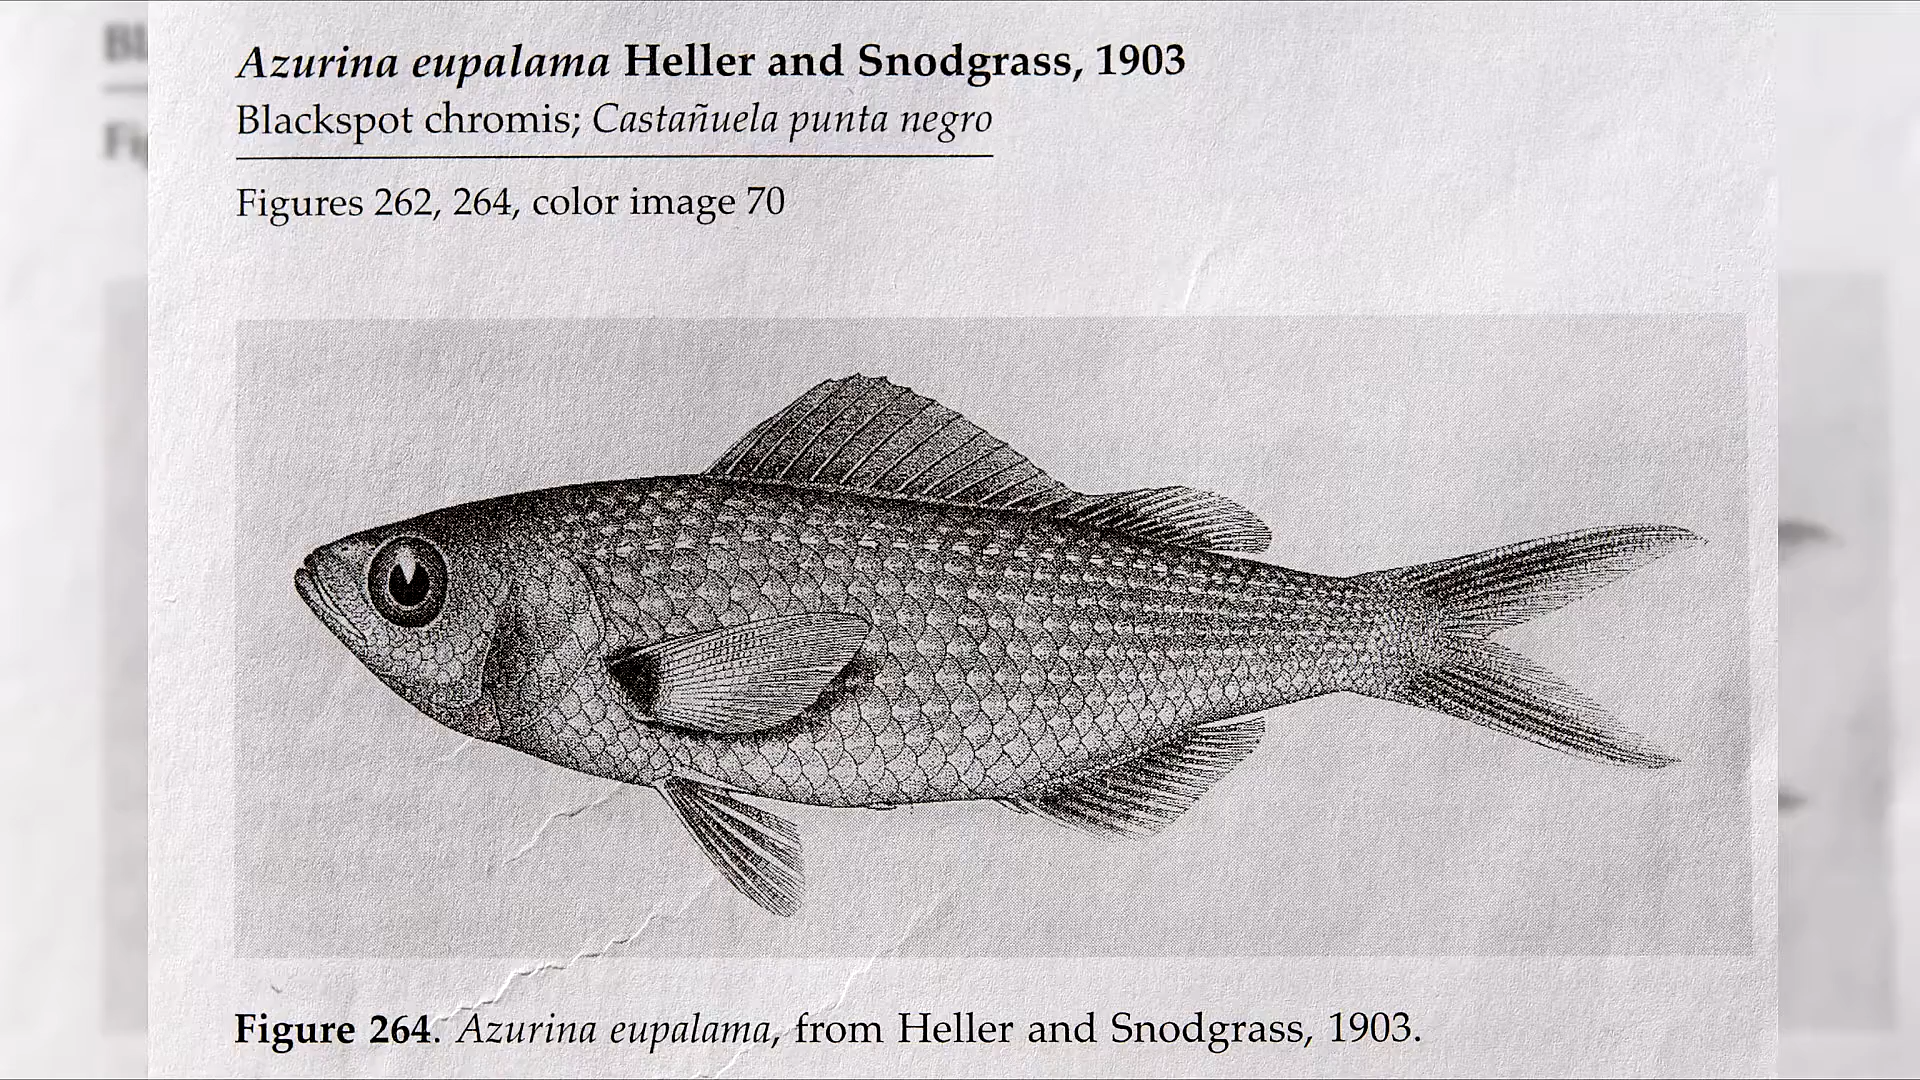 Azurina eupalama Heller and Snodgrass, 1903
Blackspot chromis; Castañuela punta negro
Figures 262, 264, color image 70
Figure 264. Azurina eupalama, from Heller and Snodgrass, 1903.